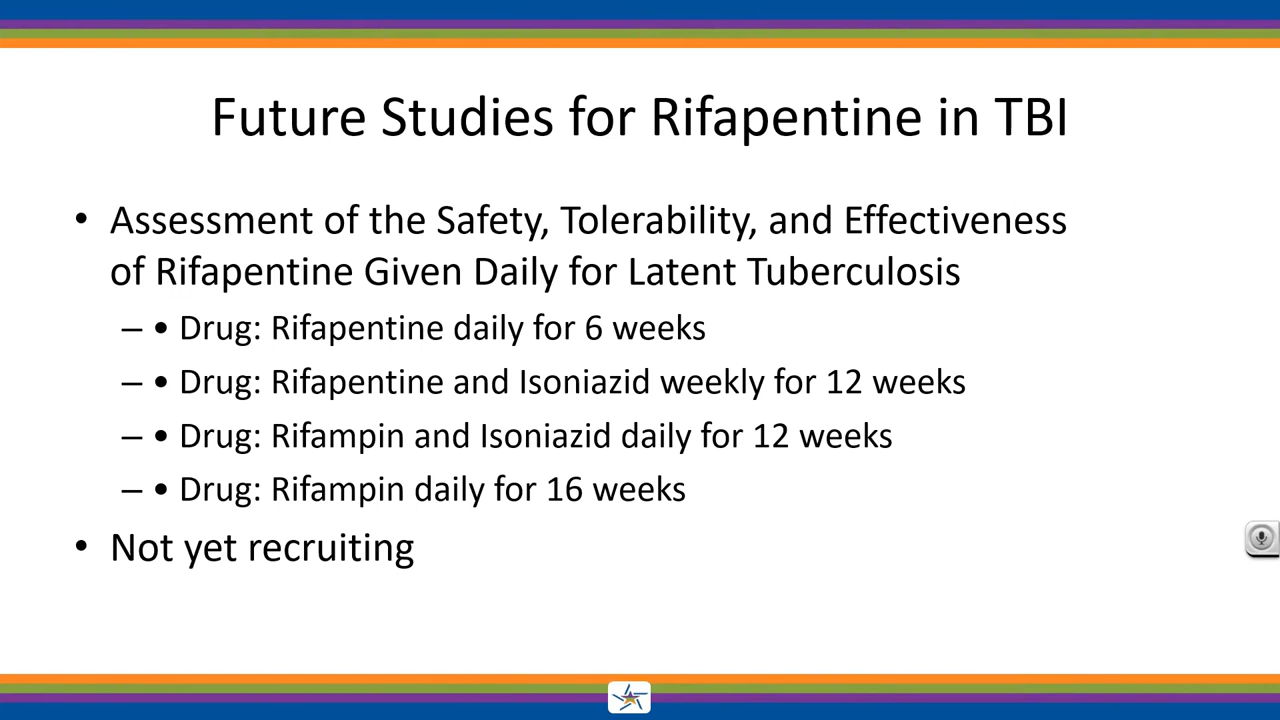 Future Studies for Rifapentine in TBI
• Assessment of the Safety, Tolerability, and Effectiveness
of Rifapentine Given Daily for Latent Tuberculosis
– • Drug: Rifapentine daily for 6 weeks
– • Drug: Rifapentine and Isoniazid weekly for 12 weeks
– • Drug: Rifampin and Isoniazid daily for 12 weeks
– • Drug: Rifampin daily for 16 weeks
• Not yet recruiting